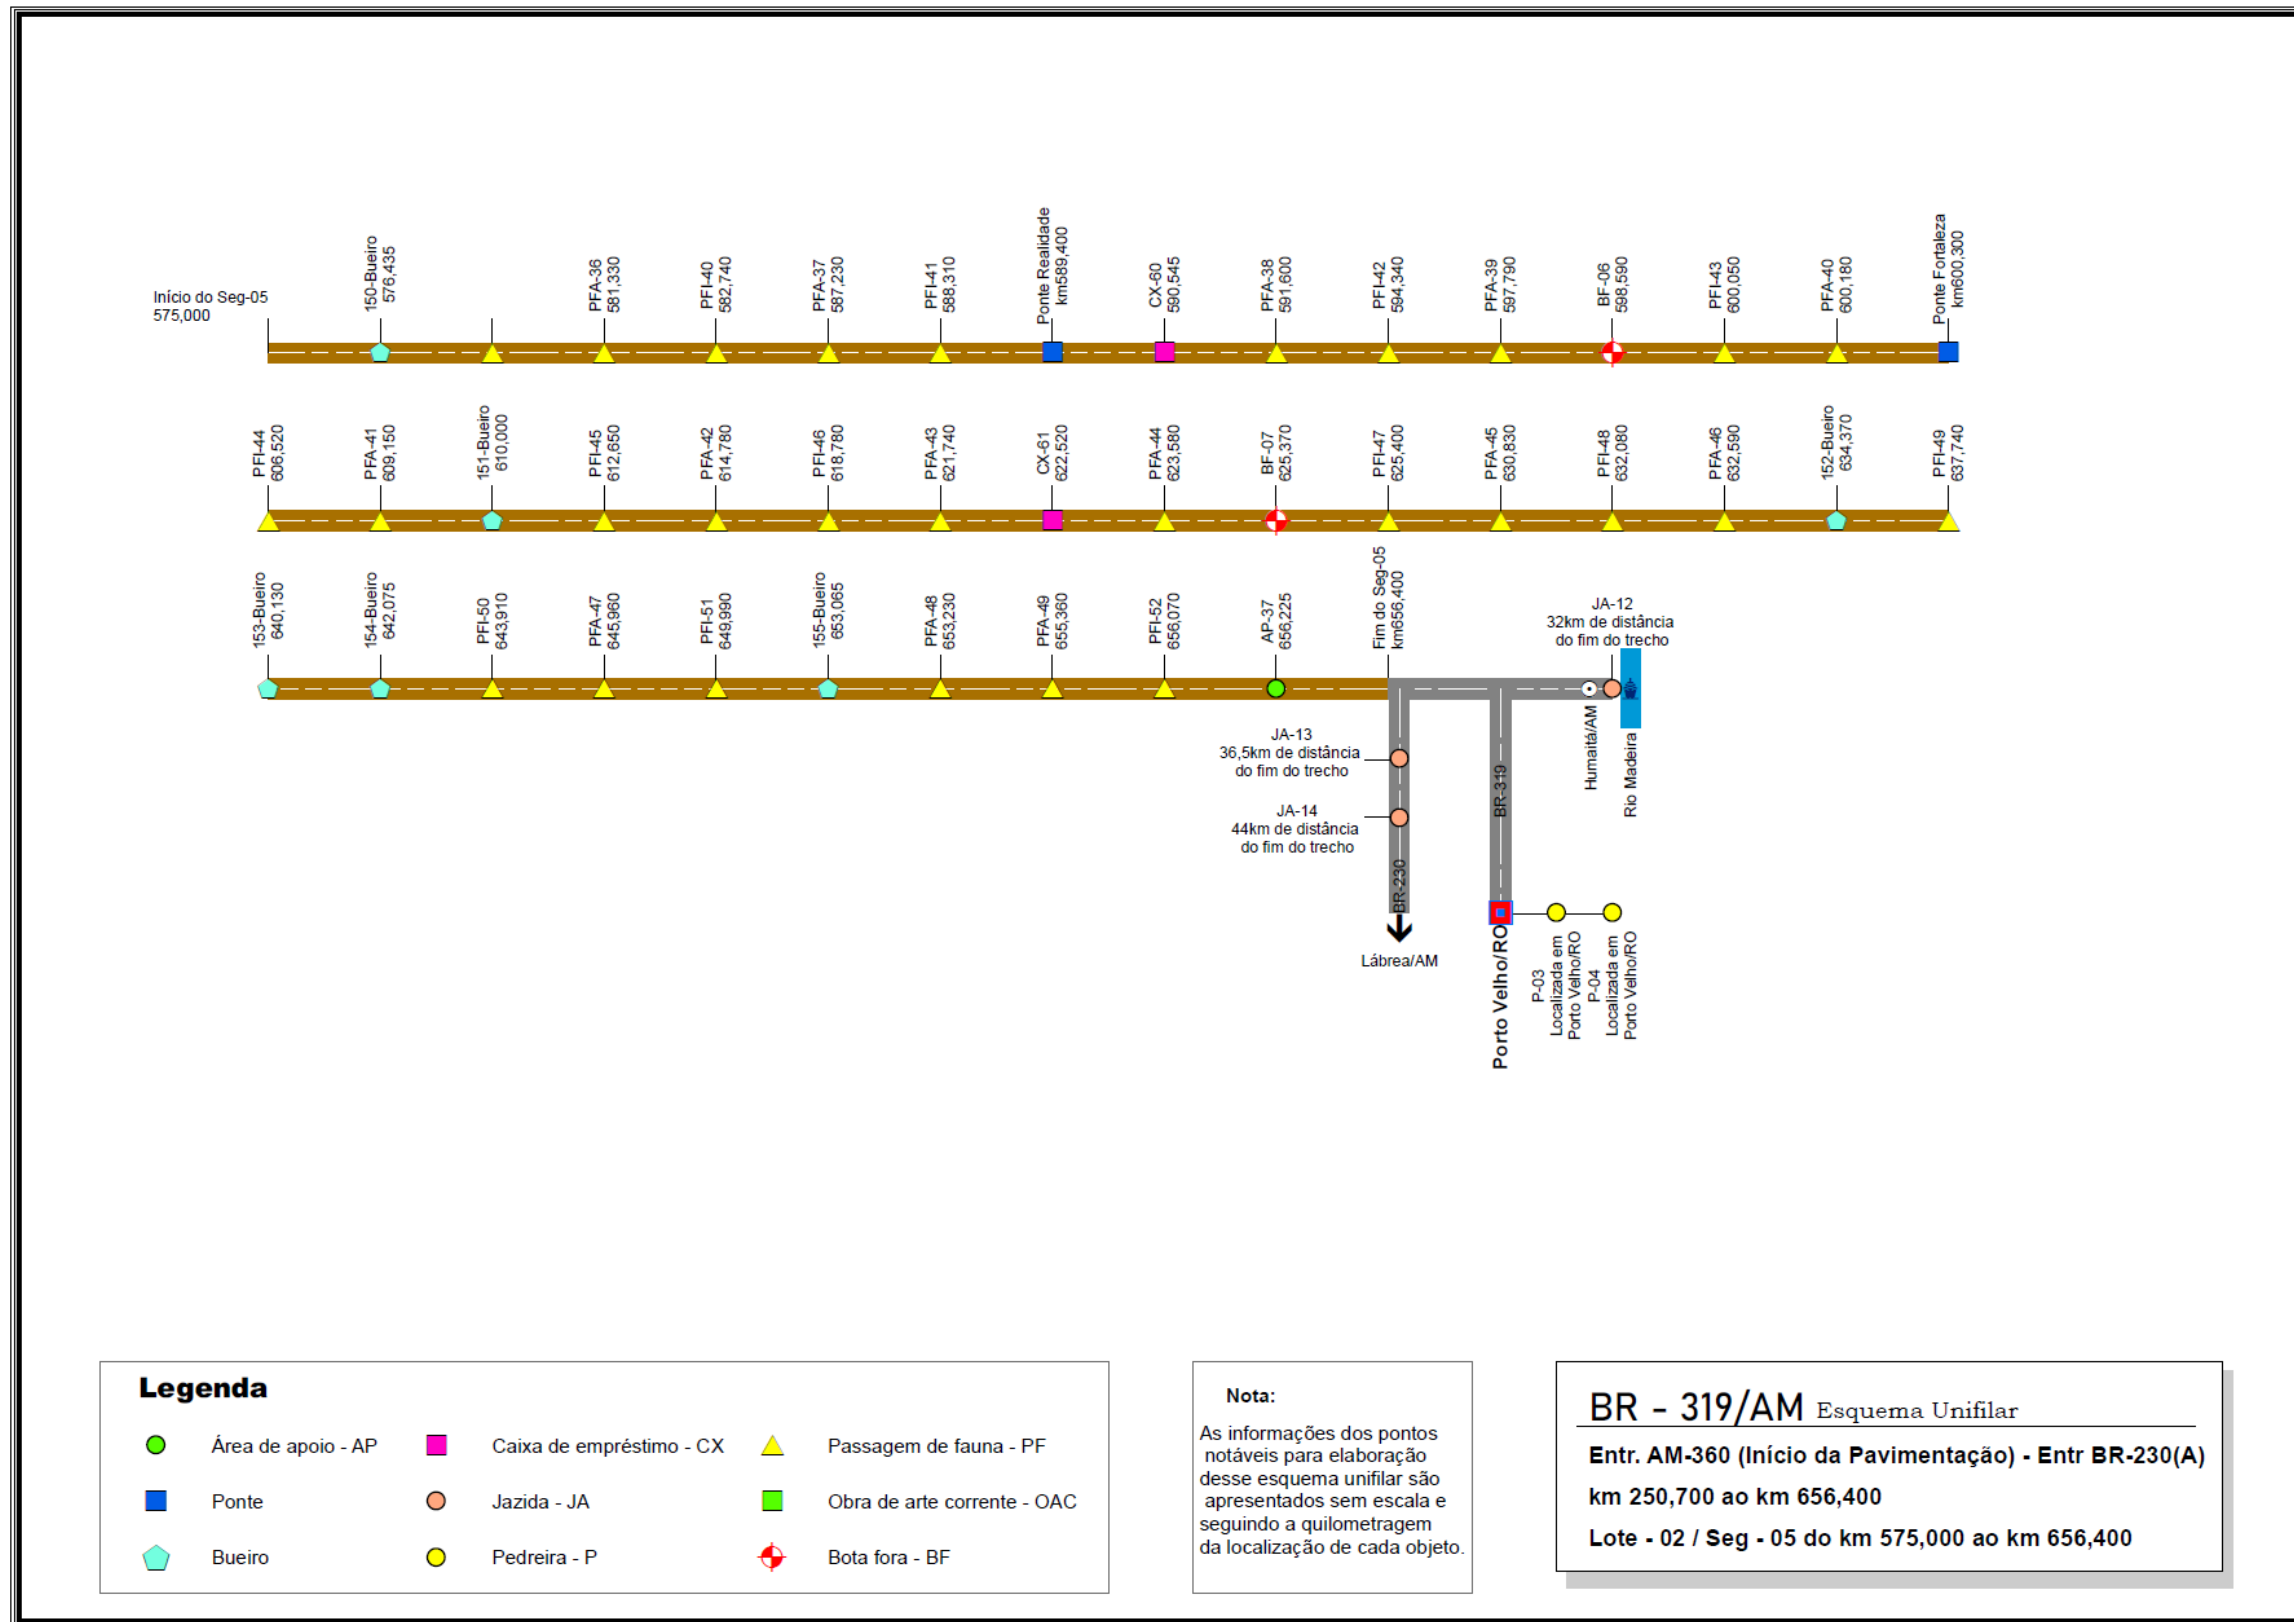 Início do Seg-05
575,000
150-Bueiro
576,435
PFA-36
581,330
PFI-40
582,740
PFA-37
587,230
PFI-41
588,310
Ponte Realidade
km589,400
CX-60
590,545
PFA-38
591,600
PFI-42
594,340
PFA-39
597,790
BF-06
598,590
PFI-43
600,050
PFA-40
600,180
Ponte Fortaleza
km600,300
PFI-44
606,520
PFA-41
609,150
151-Bueiro
610,000
PFI-45
612,650
PFA-42
614,780
PFI-46
618,780
PFA-43
621,740
CX-61
622,520
PFA-44
623,580
BF-07
625,370
PFI-47
625,400
PFA-45
630,830
PFI-48
632,080
PFA-46
632,590
152-Bueiro
634,370
PFI-49
637,740
153-Bueiro
640,130
154-Bueiro
642,075
PFI-50
643,910
PFA-47
645,960
PFI-51
649,990
155-Bueiro
653,065
PFA-48
653,230
PFA-49
655,360
PFI-52
656,070
AP-37
656,225
Fim do Seg-05
km656,400
JA-12
32km de distância
do fim do trecho
Humaitá/AM
Rio Madeira
JA-13
36,5km de distância
do fim do trecho
JA-14
44km de distância
do fim do trecho
BR-230
BR-319
Lábrea/AM
Porto Velho/RO
P-03
Localizada em
Porto Velho/RO
P-04
Localizada em
Porto Velho/RO
Legenda
Área de apoio - AP
Caixa de empréstimo - CX
Passagem de fauna - PF
Ponte
Jazida - JA
Obra de arte corrente - OAC
Bueiro
Pedreira - P
Bota fora - BF
Nota:
As informações dos pontos
notáveis para elaboração
desse esquema unifilar são
apresentados sem escala e
seguindo a quilometragem
da localização de cada objeto.
BR - 319/AM Esquema Unifilar
Entr. AM-360 (Início da Pavimentação) - Entr BR-230(A)
km 250,700 ao km 656,400
Lote - 02 / Seg - 05 do km 575,000 ao km 656,400